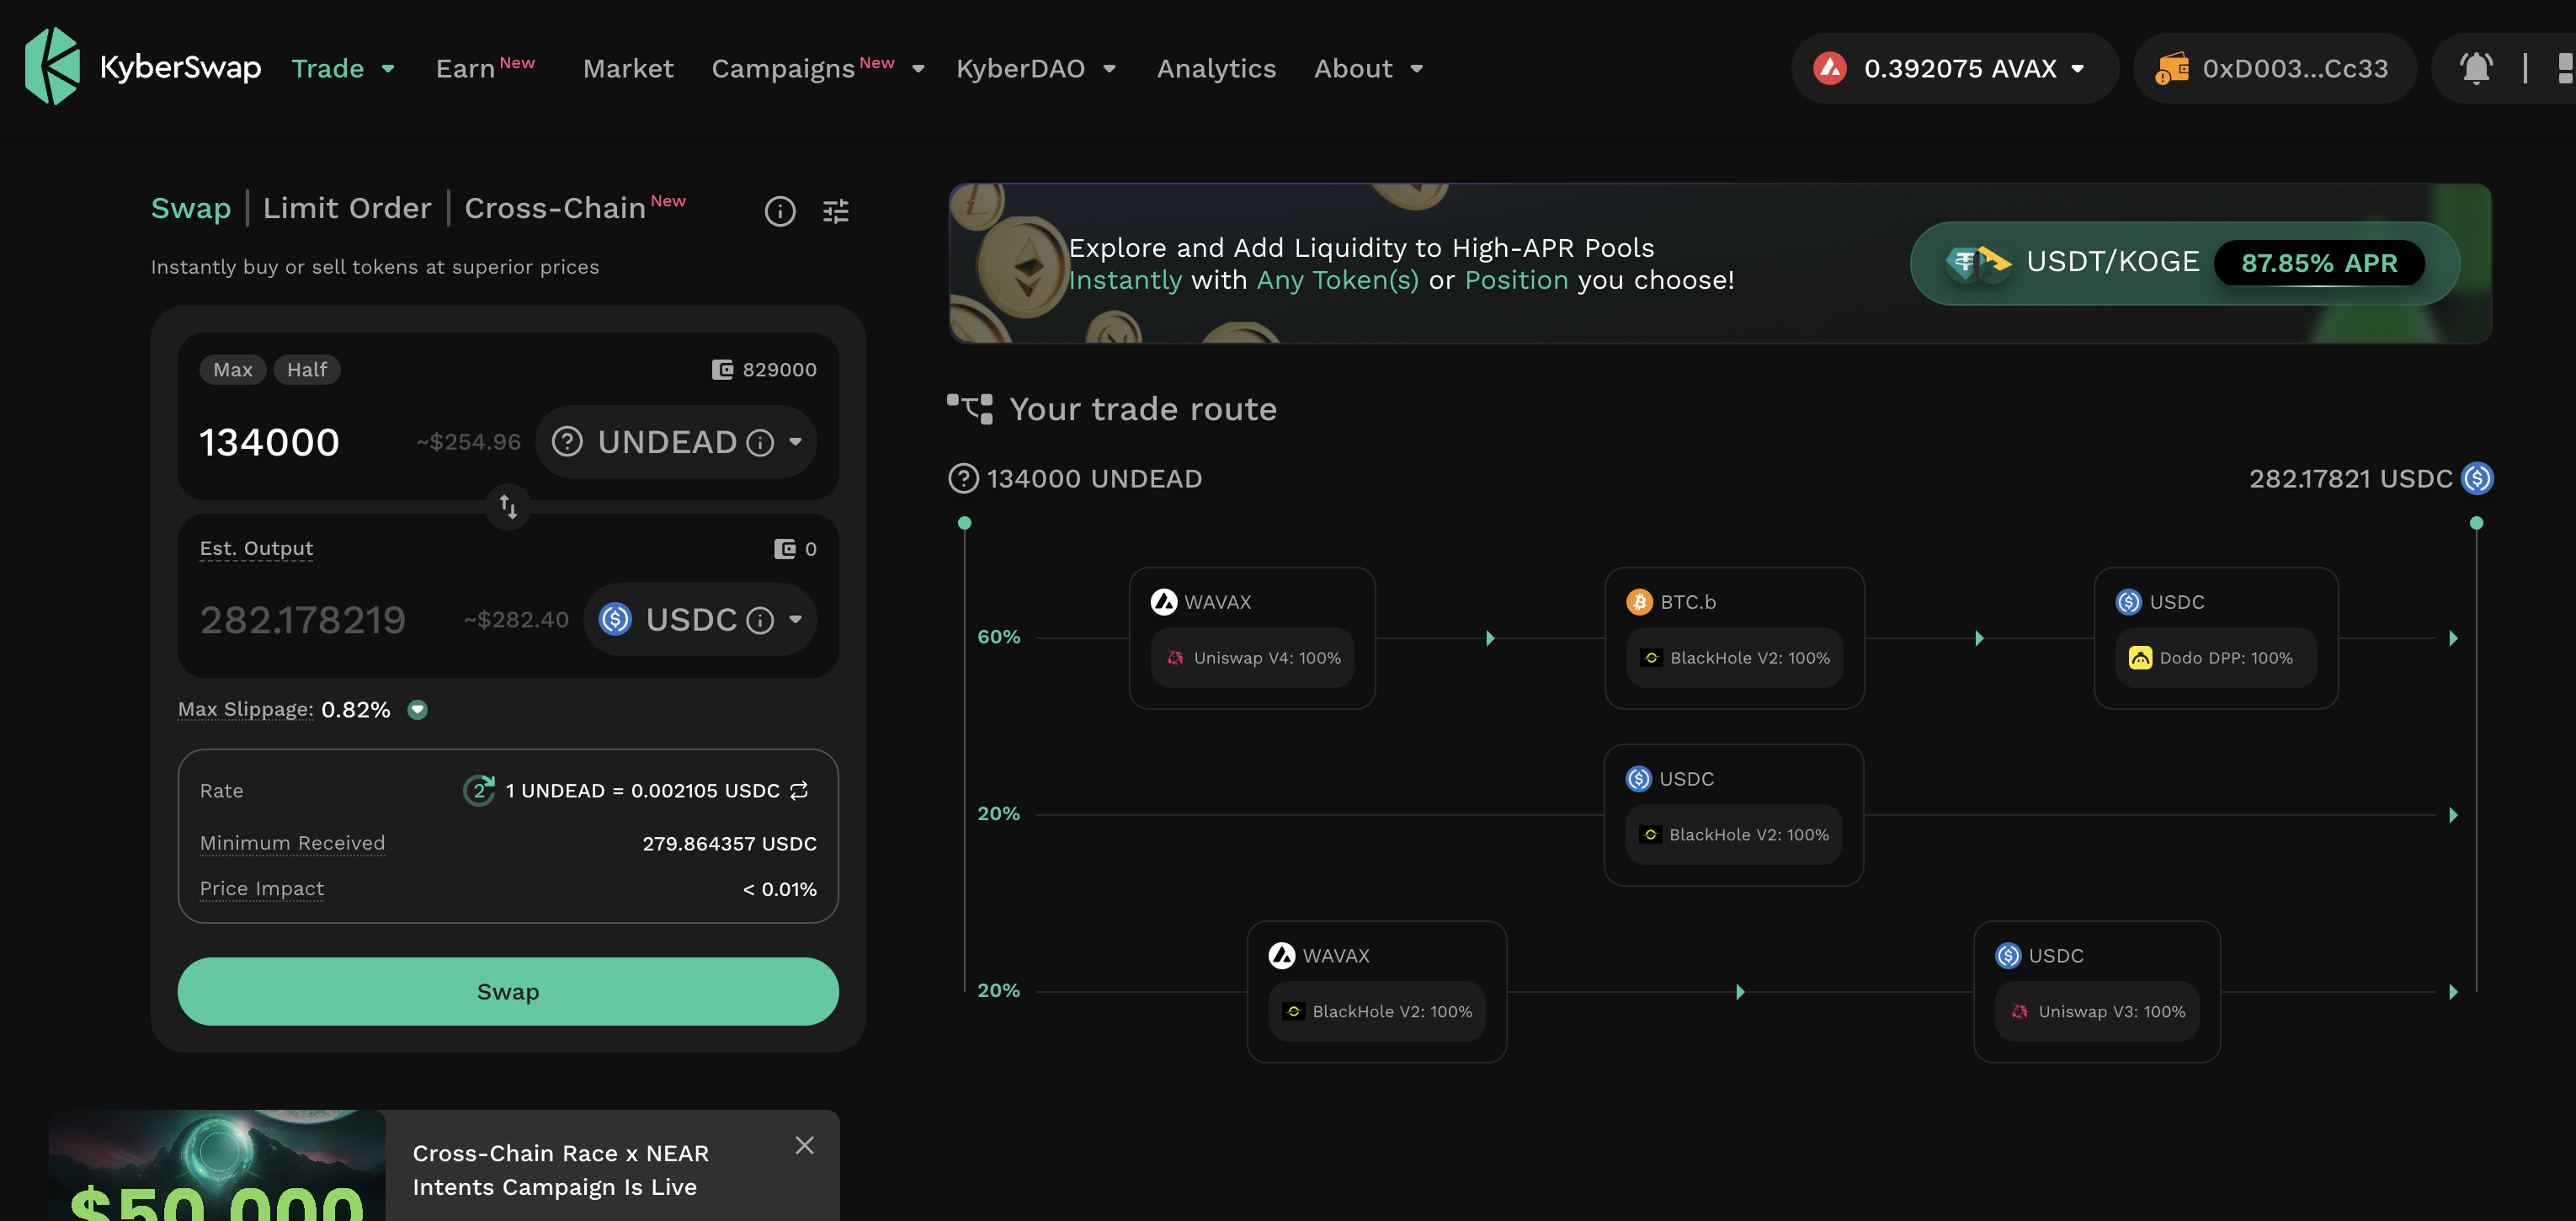 KyberSwap Trade Earn New Market Campaigns New KyberDAO Analytics About 0.392075 AVAX 0xD003...Cc33
Swap | Limit Order | Cross-Chain New
Instantly buy or sell tokens at superior prices
Max Half 829000
134000 ~$254.96 UNDEAD
Est. Output 0
282.178219 ~$282.40 USDC
Max Slippage: 0.82%
Rate 2 1 UNDEAD = 0.002105 USDC
Minimum Received 279.864357 USDC
Price Impact < 0.01%
Swap
Cross-Chain Race x NEAR
Intents Campaign Is Live
$50,000
Explore and Add Liquidity to High-APR Pools
Instantly with Any Token(s) or Position you choose!
USDT/KOGE 87.85% APR
Your trade route
134000 UNDEAD 282.17821 USDC
WAVAX BTC.b USDC
60% Uniswap V4: 100% BlackHole V2: 100% Dodo DPP: 100%
USDC
20% BlackHole V2: 100%
WAVAX USDC
20% BlackHole V2: 100% Uniswap V3: 100%